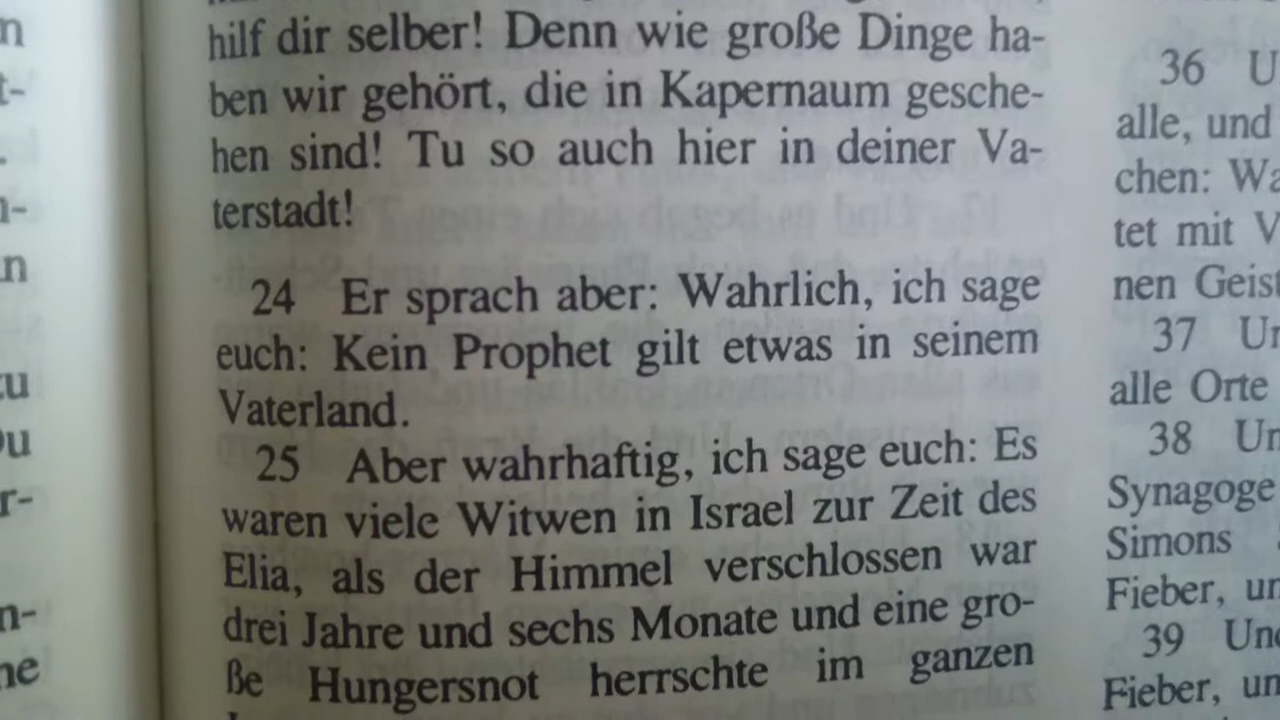 hilf dir selber! Denn wie große Dinge ha-
ben wir gehört, die in Kapernaum gesche-
hen sind! Tu so auch hier in deiner Va-
terstadt!
24 Er sprach aber: Wahrlich, ich sage
euch: Kein Prophet gilt etwas in seinem
Vaterland.
25 Aber wahrhaftig, ich sage euch: Es
waren viele Witwen in Israel zur Zeit des
Elia, als der Himmel verschlossen war
drei Jahre und sechs Monate und eine gro-
ße Hungersnot herrschte im ganzen
36
alle, und
chen:
tet mit
nen
37
alle Orte
38
Synagoge
Simons
Fieber,
39
Fieber,